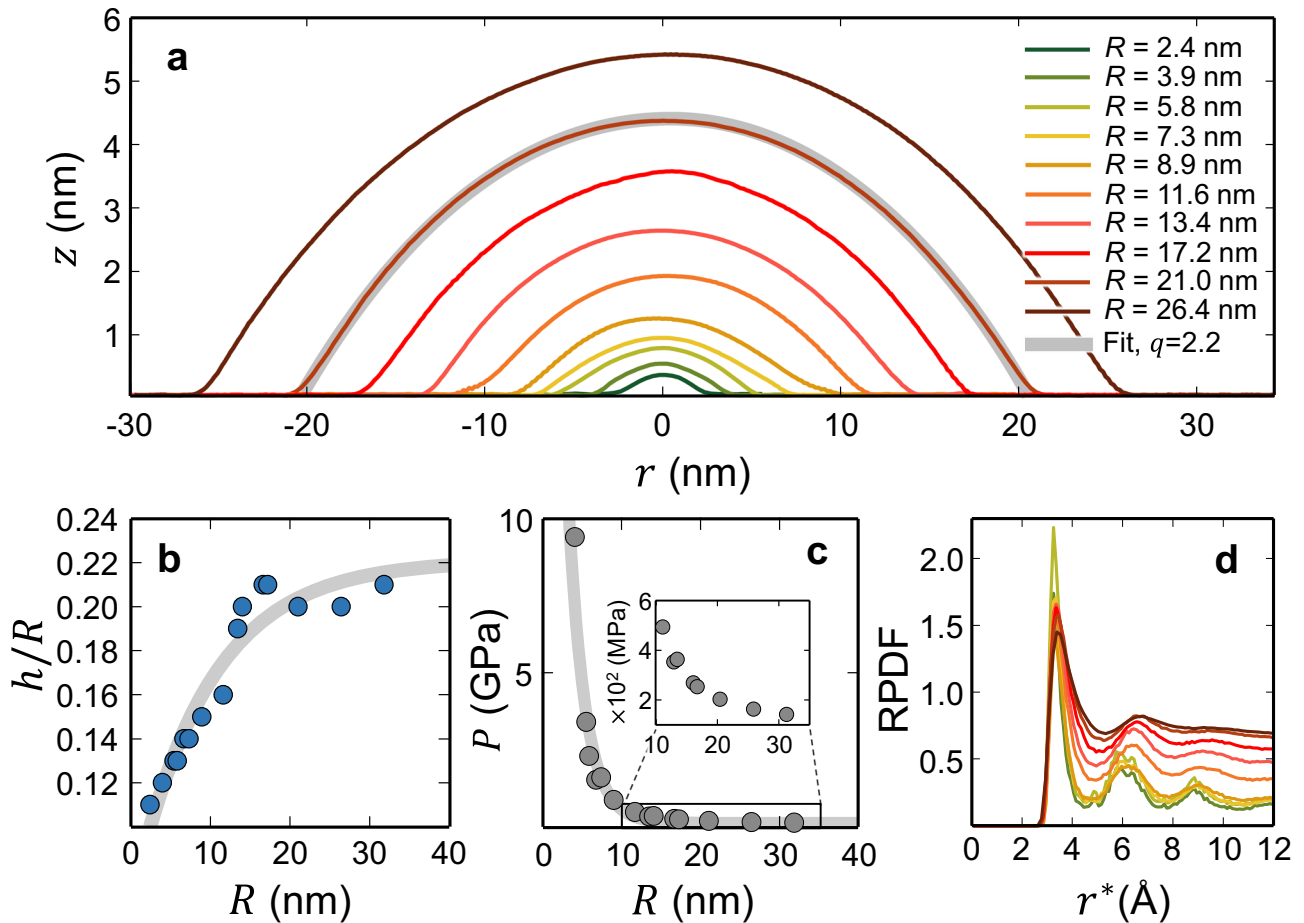 a
6
5
4
3
2
1
z (nm)
-30 -20 -10 0 10 20 30
r (nm)
R = 2.4 nm
R = 3.9 nm
R = 5.8 nm
R = 7.3 nm
R = 8.9 nm
R = 11.6 nm
R = 13.4 nm
R = 17.2 nm
R = 21.0 nm
R = 26.4 nm
Fit, q=2.2
b
0.24
0.22
0.20
0.18
0.16
0.14
0.12
h/R
0 10 20 30 40
R (nm)
c
10
5
P (GPa)
0 10 20 30 40
R (nm)
6
4
2
×10² (MPa)
10 20 30
d
2.0
1.5
1.0
0.5
RPDF
0 2 4 6 8 10 12
r*(Å)